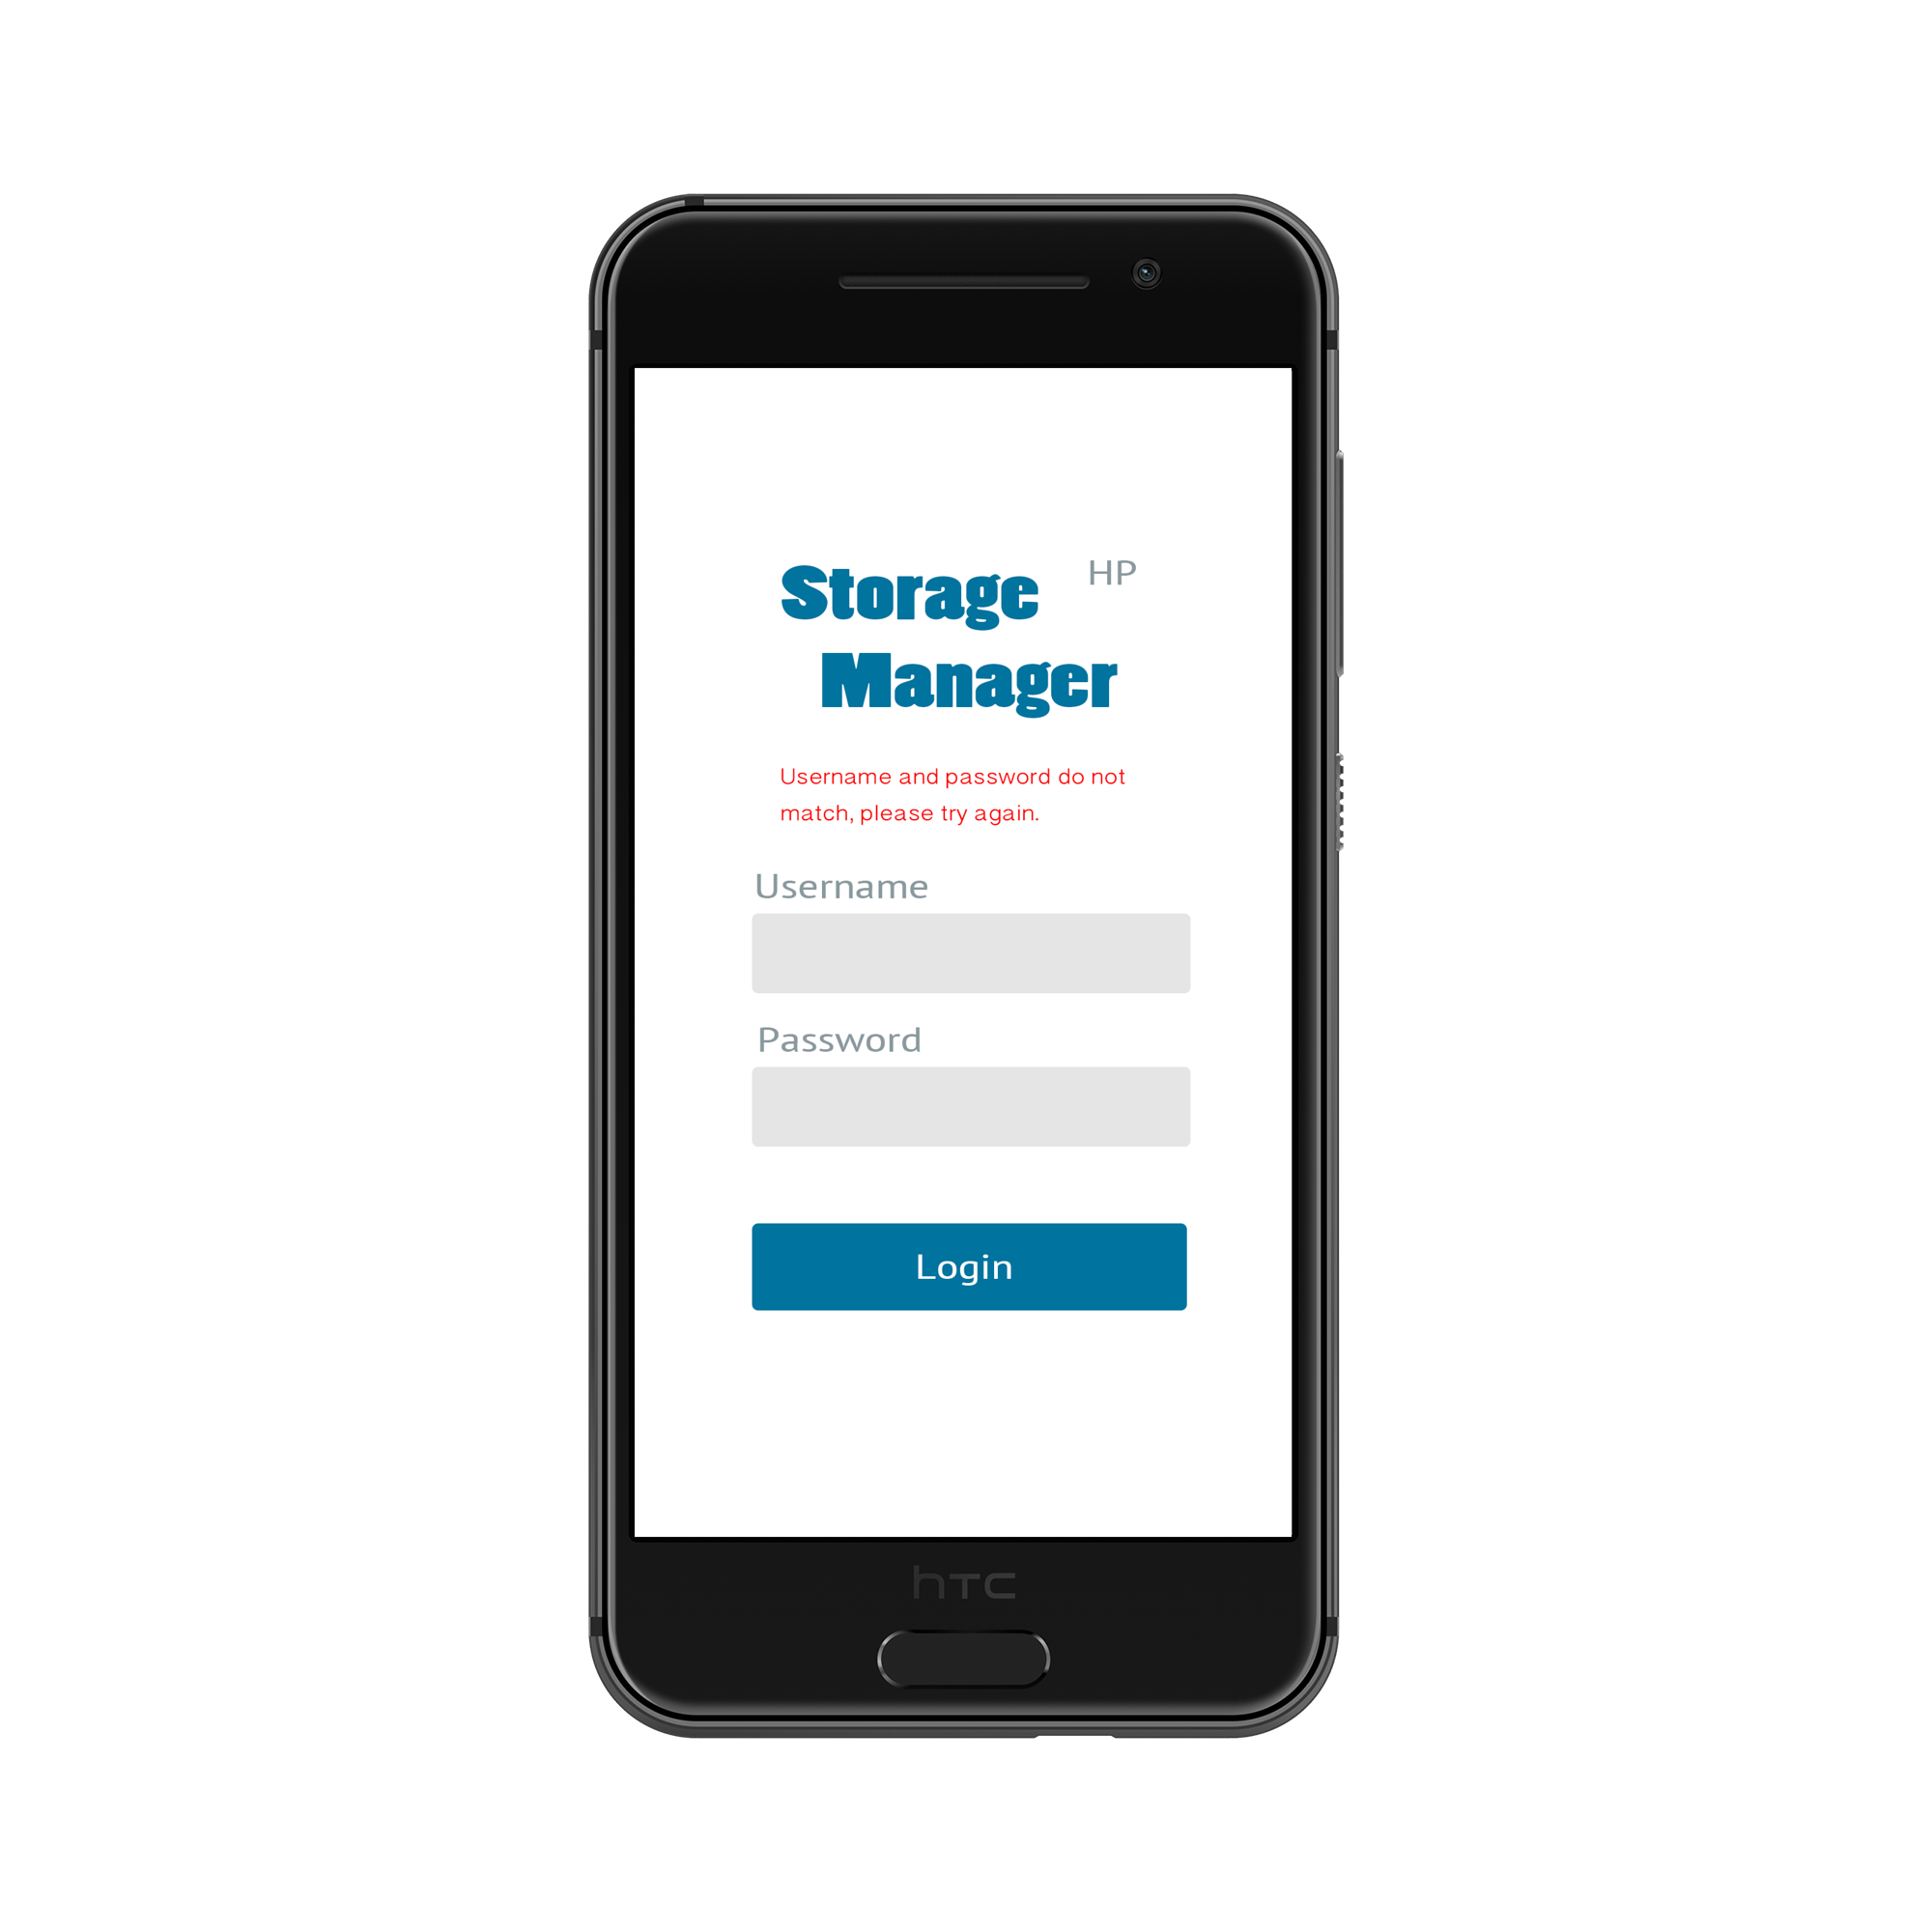 Storage
HP
Manager
Username and password do not
match, please try again.
Username
Password
Login
hTC